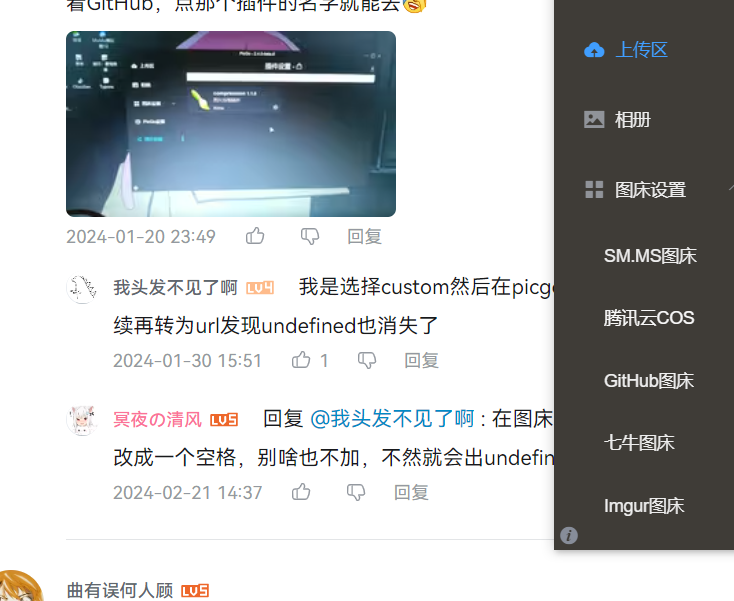 看GitHub，点那个插件的名字就能去
2024-01-20 23:49 回复
我头发不见了啊 LV4 我是选择custom然后在picg
续再转为url发现undefined也消失了
2024-01-30 15:51 1 回复
冥夜の清风 LV5 回复 @我头发不见了啊 : 在图床
改成一个空格，别啥也不加，不然就会出undefin
2024-02-21 14:37 回复
曲有误何人顾 LV5
上传区
相册
图床设置
SM.MS图床
腾讯云COS
GitHub图床
七牛图床
Imgur图床